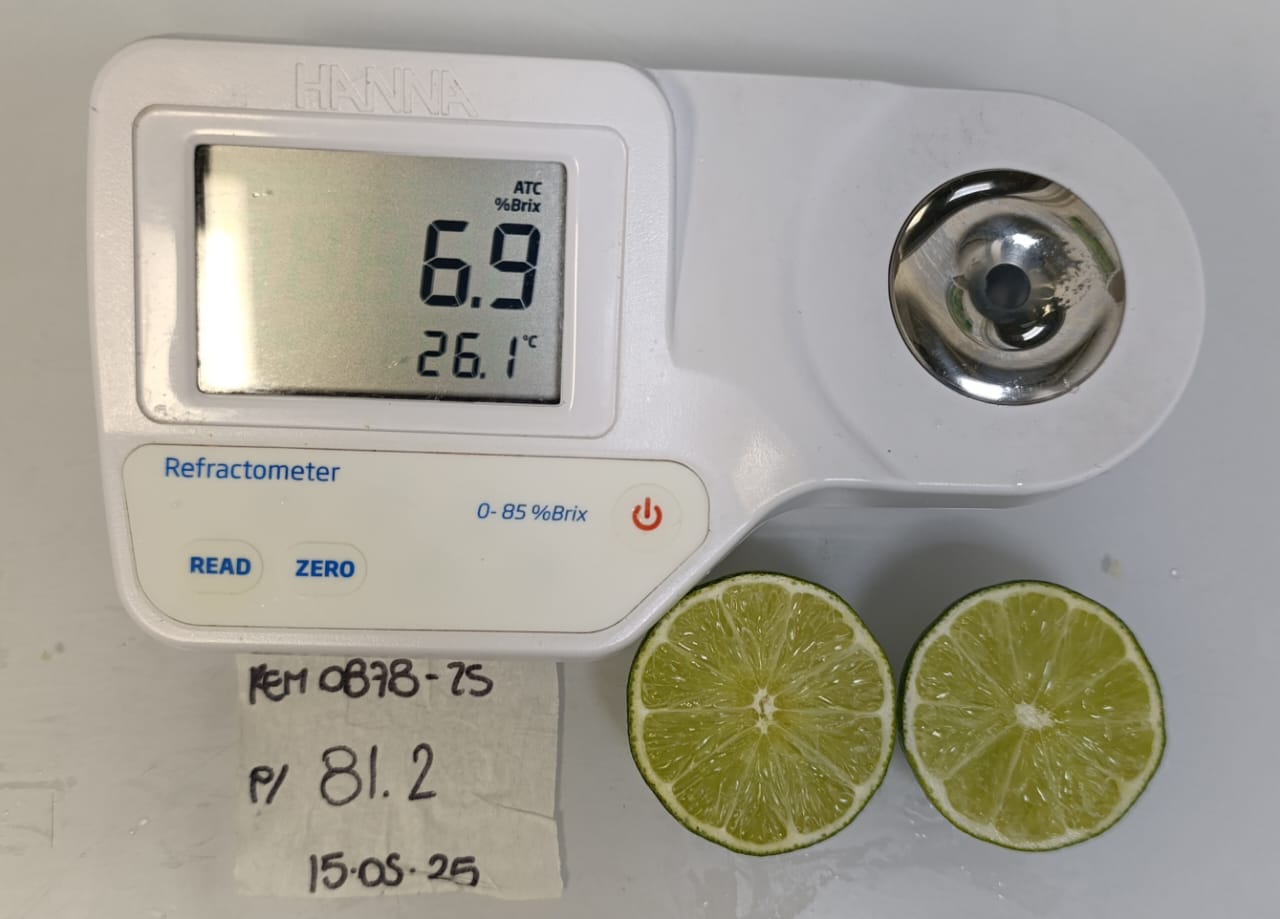 HANNA
ATC
%Brix
6.9
26.1 °C
Refractometer
0-85 %Brix
READ ZERO
REM 0878-25
P/ 81.2
15.05.25